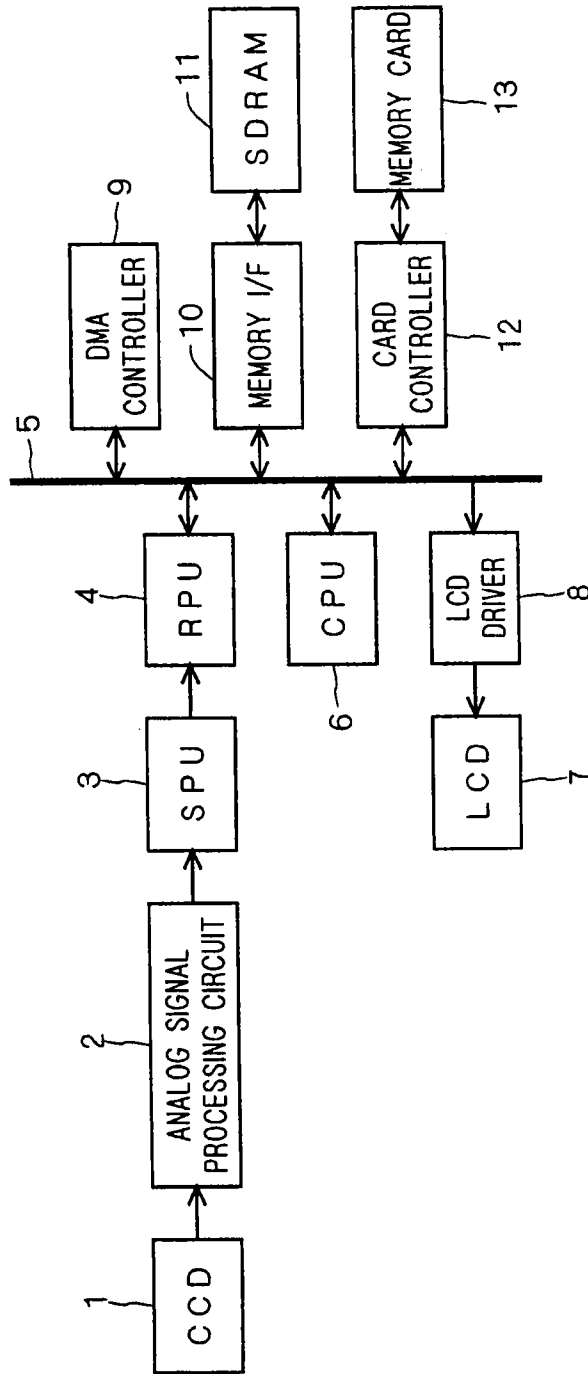 1
CCD
2
ANALOG SIGNAL
PROCESSING CIRCUIT
3
SPU
4
RPU
5
6
CPU
7
LCD
8
LCD
DRIVER
9
DMA
CONTROLLER
10
MEMORY I/F
11
SDRAM
12
CARD
CONTROLLER
13
MEMORY CARD